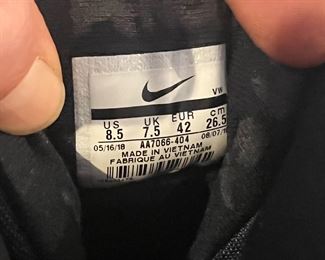 VW
US UK EUR cm
8.5 7.5 42 26.5
05/16/18 AA7066-404 08/07/18
MADE IN VIETNAM
FABRIQUE AU VIETNAM